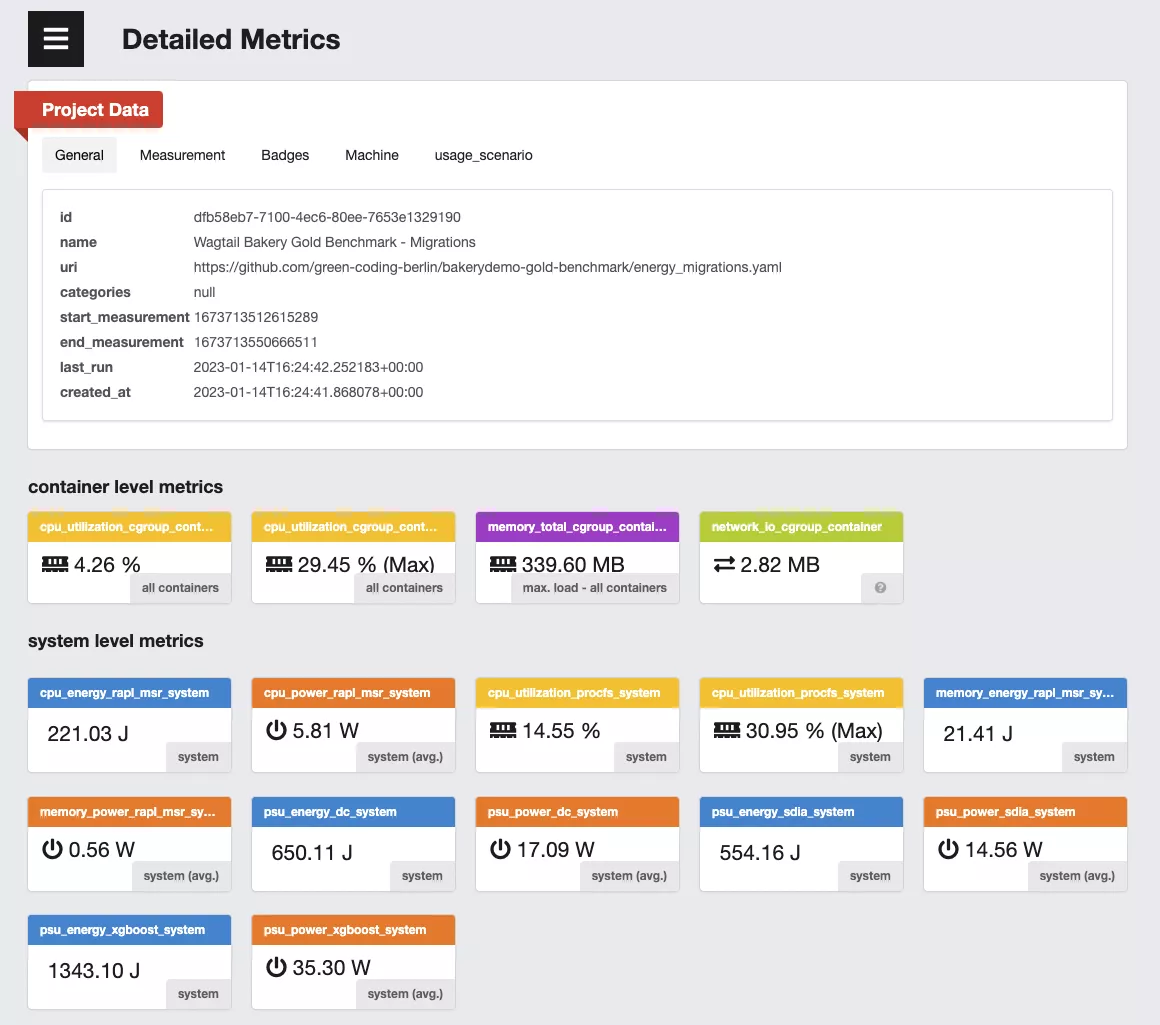 Detailed Metrics
Project Data
General Measurement Badges Machine usage_scenario
id dfb58eb7-7100-4ec6-80ee-7653e1329190
name Wagtail Bakery Gold Benchmark - Migrations
uri https://github.com/green-coding-berlin/bakerydemo-gold-benchmark/energy_migrations.yaml
categories null
start_measurement 1673713512615289
end_measurement 1673713550666511
last_run 2023-01-14T16:24:42.252183+00:00
created_at 2023-01-14T16:24:41.868078+00:00
container level metrics
cpu_utilization_cgroup_cont...
4.26 %
all containers
cpu_utilization_cgroup_cont...
29.45 % (Max)
all containers
memory_total_cgroup_contai...
339.60 MB
max. load - all containers
network_io_cgroup_container
2.82 MB
?
system level metrics
cpu_energy_rapl_msr_system
221.03 J
system
cpu_power_rapl_msr_system
5.81 W
system (avg.)
cpu_utilization_procfs_system
14.55 %
system
cpu_utilization_procfs_system
30.95 % (Max)
system
memory_energy_rapl_msr_sy...
21.41 J
system
memory_power_rapl_msr_sy...
0.56 W
system (avg.)
psu_energy_dc_system
650.11 J
system
psu_power_dc_system
17.09 W
system (avg.)
psu_energy_sdia_system
554.16 J
system
psu_power_sdia_system
14.56 W
system (avg.)
psu_energy_xgboost_system
1343.10 J
system
psu_power_xgboost_system
35.30 W
system (avg.)